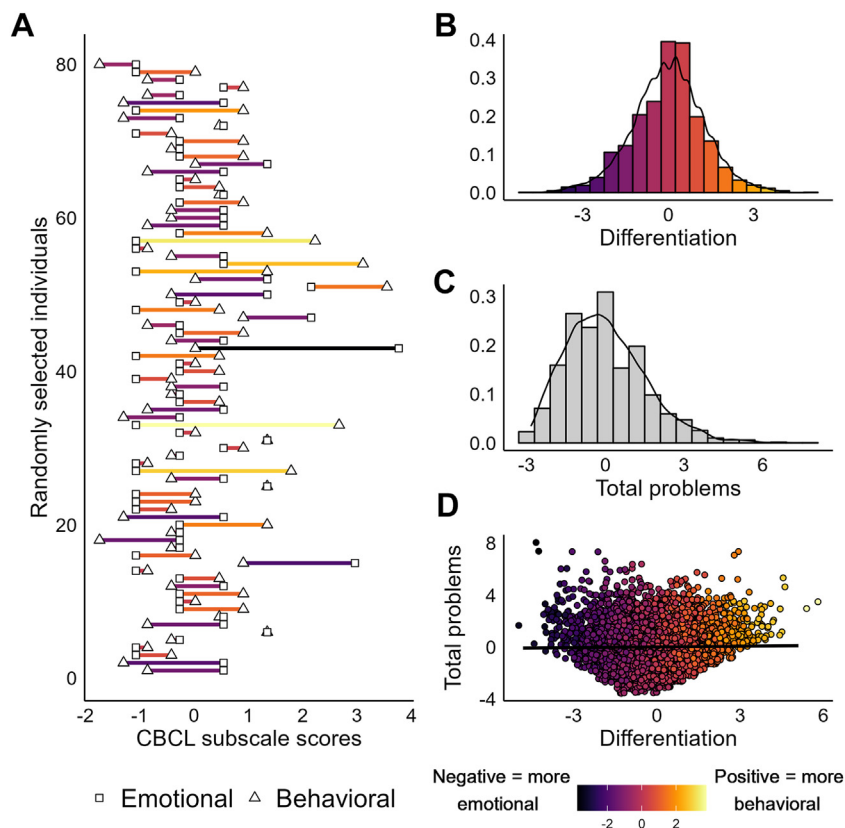 A
Randomly selected individuals
80
60
40
20
0
-2 -1 0 1 2 3 4
CBCL subscale scores
Emotional Behavioral
B
0.4
0.3
0.2
0.1
0.0
-3 0 3
Differentiation
C
0.3
0.2
0.1
0.0
-3 0 3 6
Total problems
D
Total problems
8
4
0
-4
-3 0 3 6
Differentiation
Negative = more
emotional
-2 0 2
Positive = more
behavioral